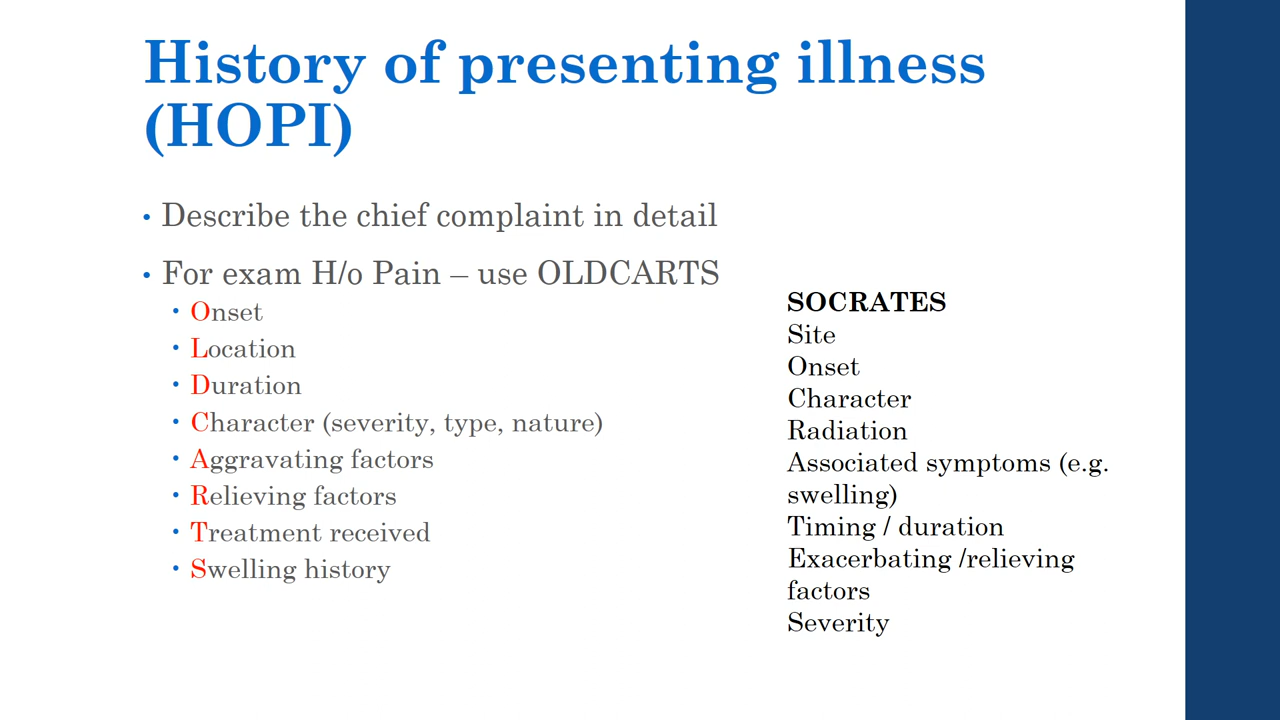 History of presenting illness
(HOPI)
• Describe the chief complaint in detail
• For exam H/o Pain – use OLDCARTS
• Onset
• Location
• Duration
• Character (severity, type, nature)
• Aggravating factors
• Relieving factors
• Treatment received
• Swelling history
SOCRATES
Site
Onset
Character
Radiation
Associated symptoms (e.g.
swelling)
Timing / duration
Exacerbating /relieving
factors
Severity